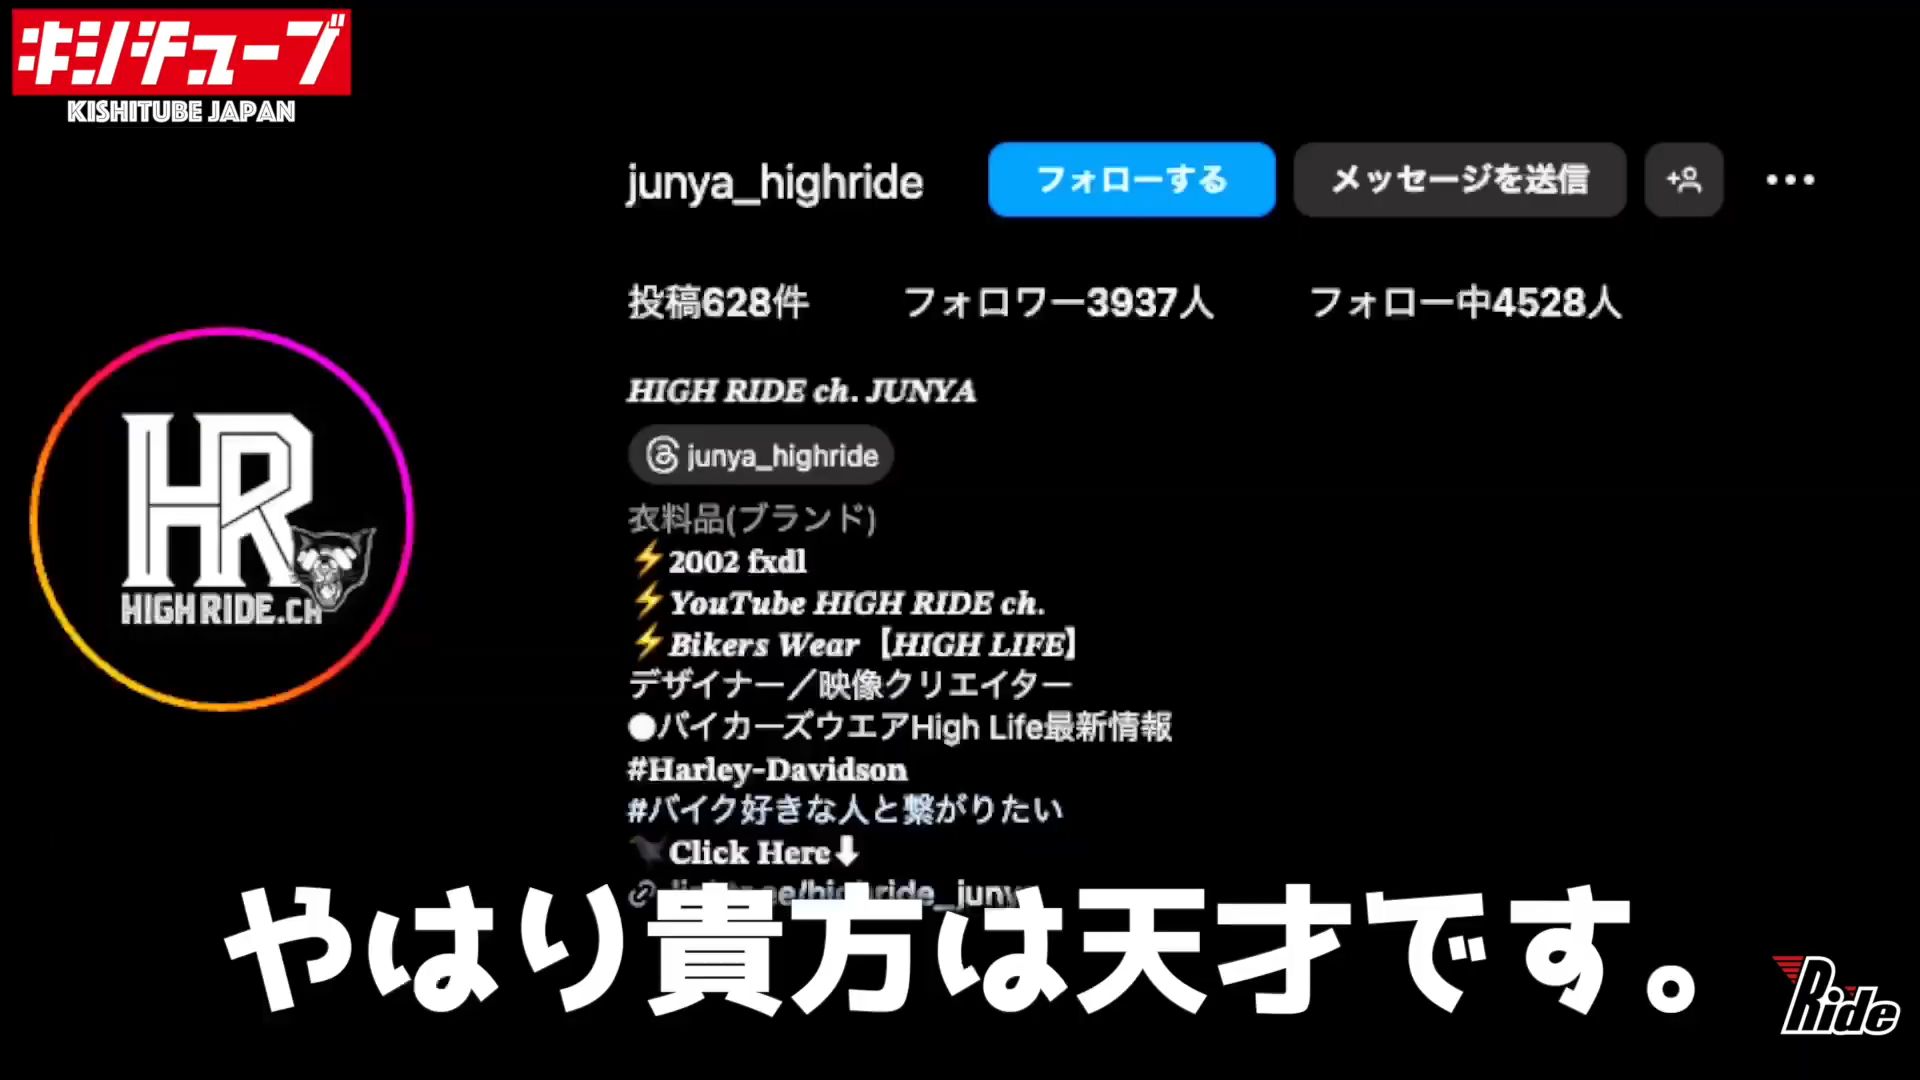 キシチューブ
KISHITUBE JAPAN
junya_highride
フォローする
メッセージを送信
投稿628件
フォロワー3937人
フォロー中4528人
HIGH RIDE ch. JUNYA
junya_highride
衣料品(ブランド)
⚡2002 fxdl
⚡YouTube HIGH RIDE ch.
⚡Bikers Wear【HIGH LIFE】
デザイナー／映像クリエイター
●バイカーズウエアHigh Life最新情報
#Harley-Davidson
#バイク好きな人と繋がりたい
Click Here⬇
HR
HIGH RIDE.CH
やはり貴方は天才です。
Ride